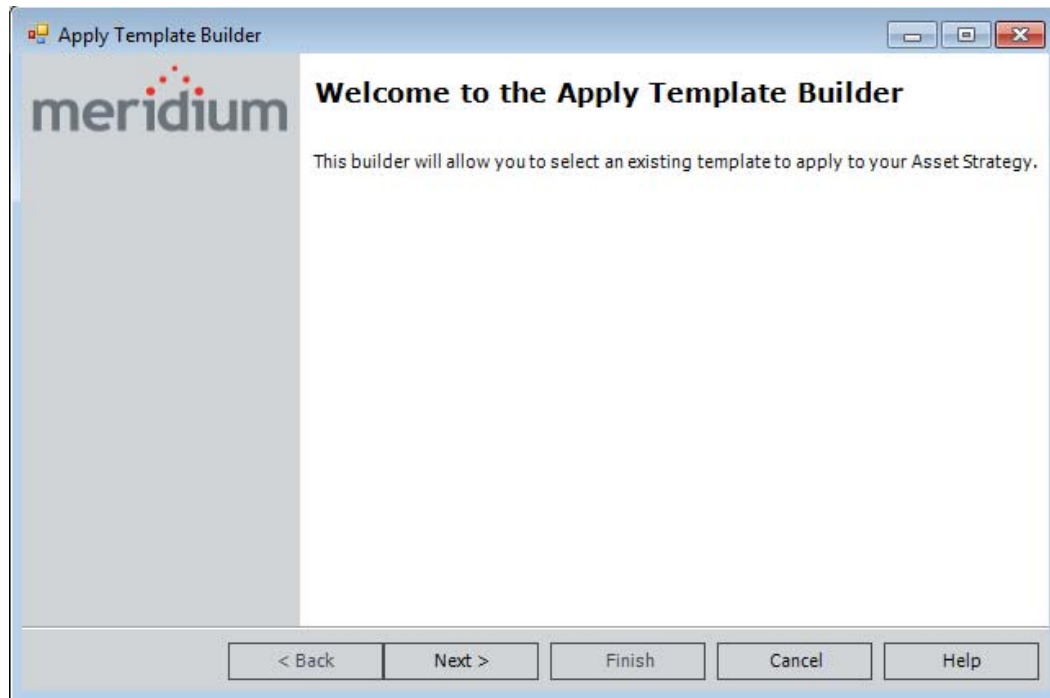 Apply Template Builder
meridium
Welcome to the Apply Template Builder
This builder will allow you to select an existing template to apply to your Asset Strategy.
< Back
Next >
Finish
Cancel
Help